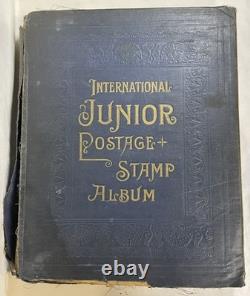 INTERNATIONAL
JUNIOR
POSTAGE +
STAMP
ALBUM